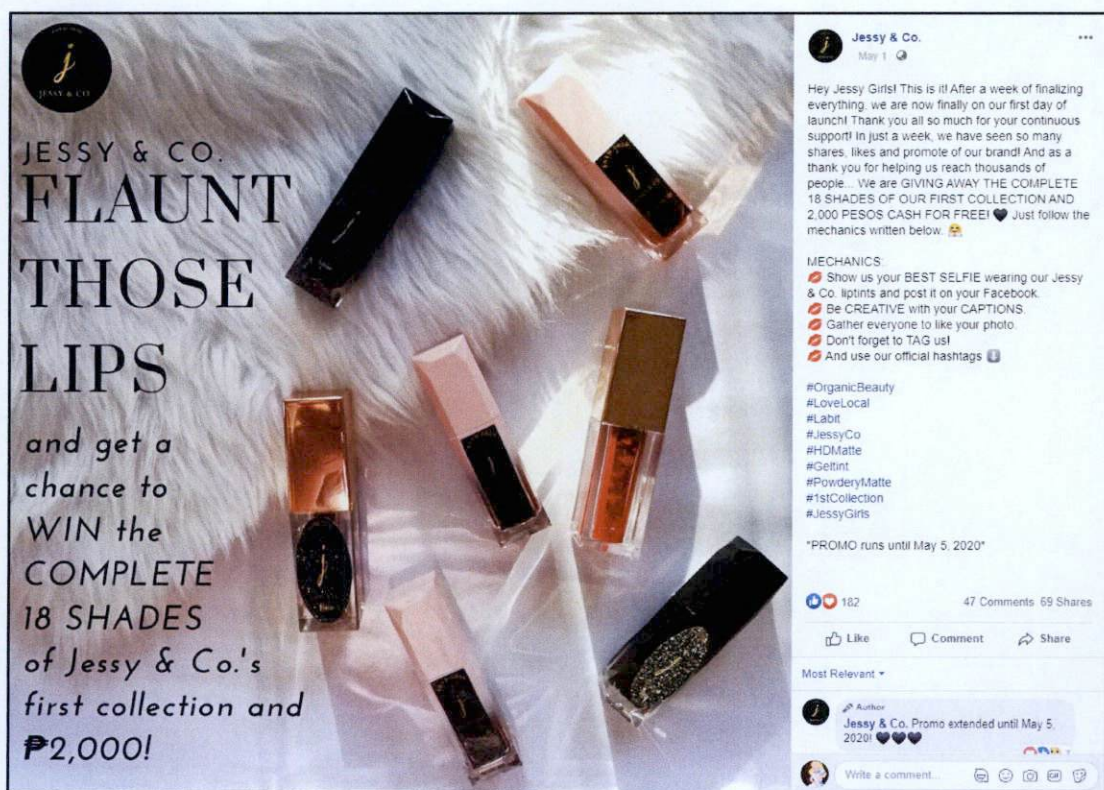 j
JESSY & CO
JESSY & CO.
FLAUNT
THOSE
LIPS
and get a
chance to
WIN the
COMPLETE
18 SHADES
of Jessy & Co.'s
first collection and
₱2,000!
Jessy & Co.
May 1
Hey Jessy Girls! This is it! After a week of finalizing
everything, we are now finally on our first day of
launch! Thank you all so much for your continuous
support! In just a week, we have seen so many
shares, likes and promote of our brand! And as a
thank you for helping us reach thousands of
people... We are GIVING AWAY THE COMPLETE
18 SHADES OF OUR FIRST COLLECTION AND
2,000 PESOS CASH FOR FREE! 🖤 Just follow the
mechanics written below. 🤗
MECHANICS:
💋 Show us your BEST SELFIE wearing our Jessy
& Co. liptints and post it on your Facebook.
💋 Be CREATIVE with your CAPTIONS.
💋 Gather everyone to like your photo.
💋 Don't forget to TAG us!
💋 And use our official hashtags ⬇️
#OrganicBeauty
#LoveLocal
#Labit
#JessyCo
#HDMatte
#Geltint
#PowderyMatte
#1stCollection
#JessyGirls
*PROMO runs until May 5, 2020*
182
47 Comments 69 Shares
Like Comment Share
Most Relevant
Author
Jessy & Co. Promo extended until May 5,
2020! 🖤🖤🖤
7
Write a comment...
GIF